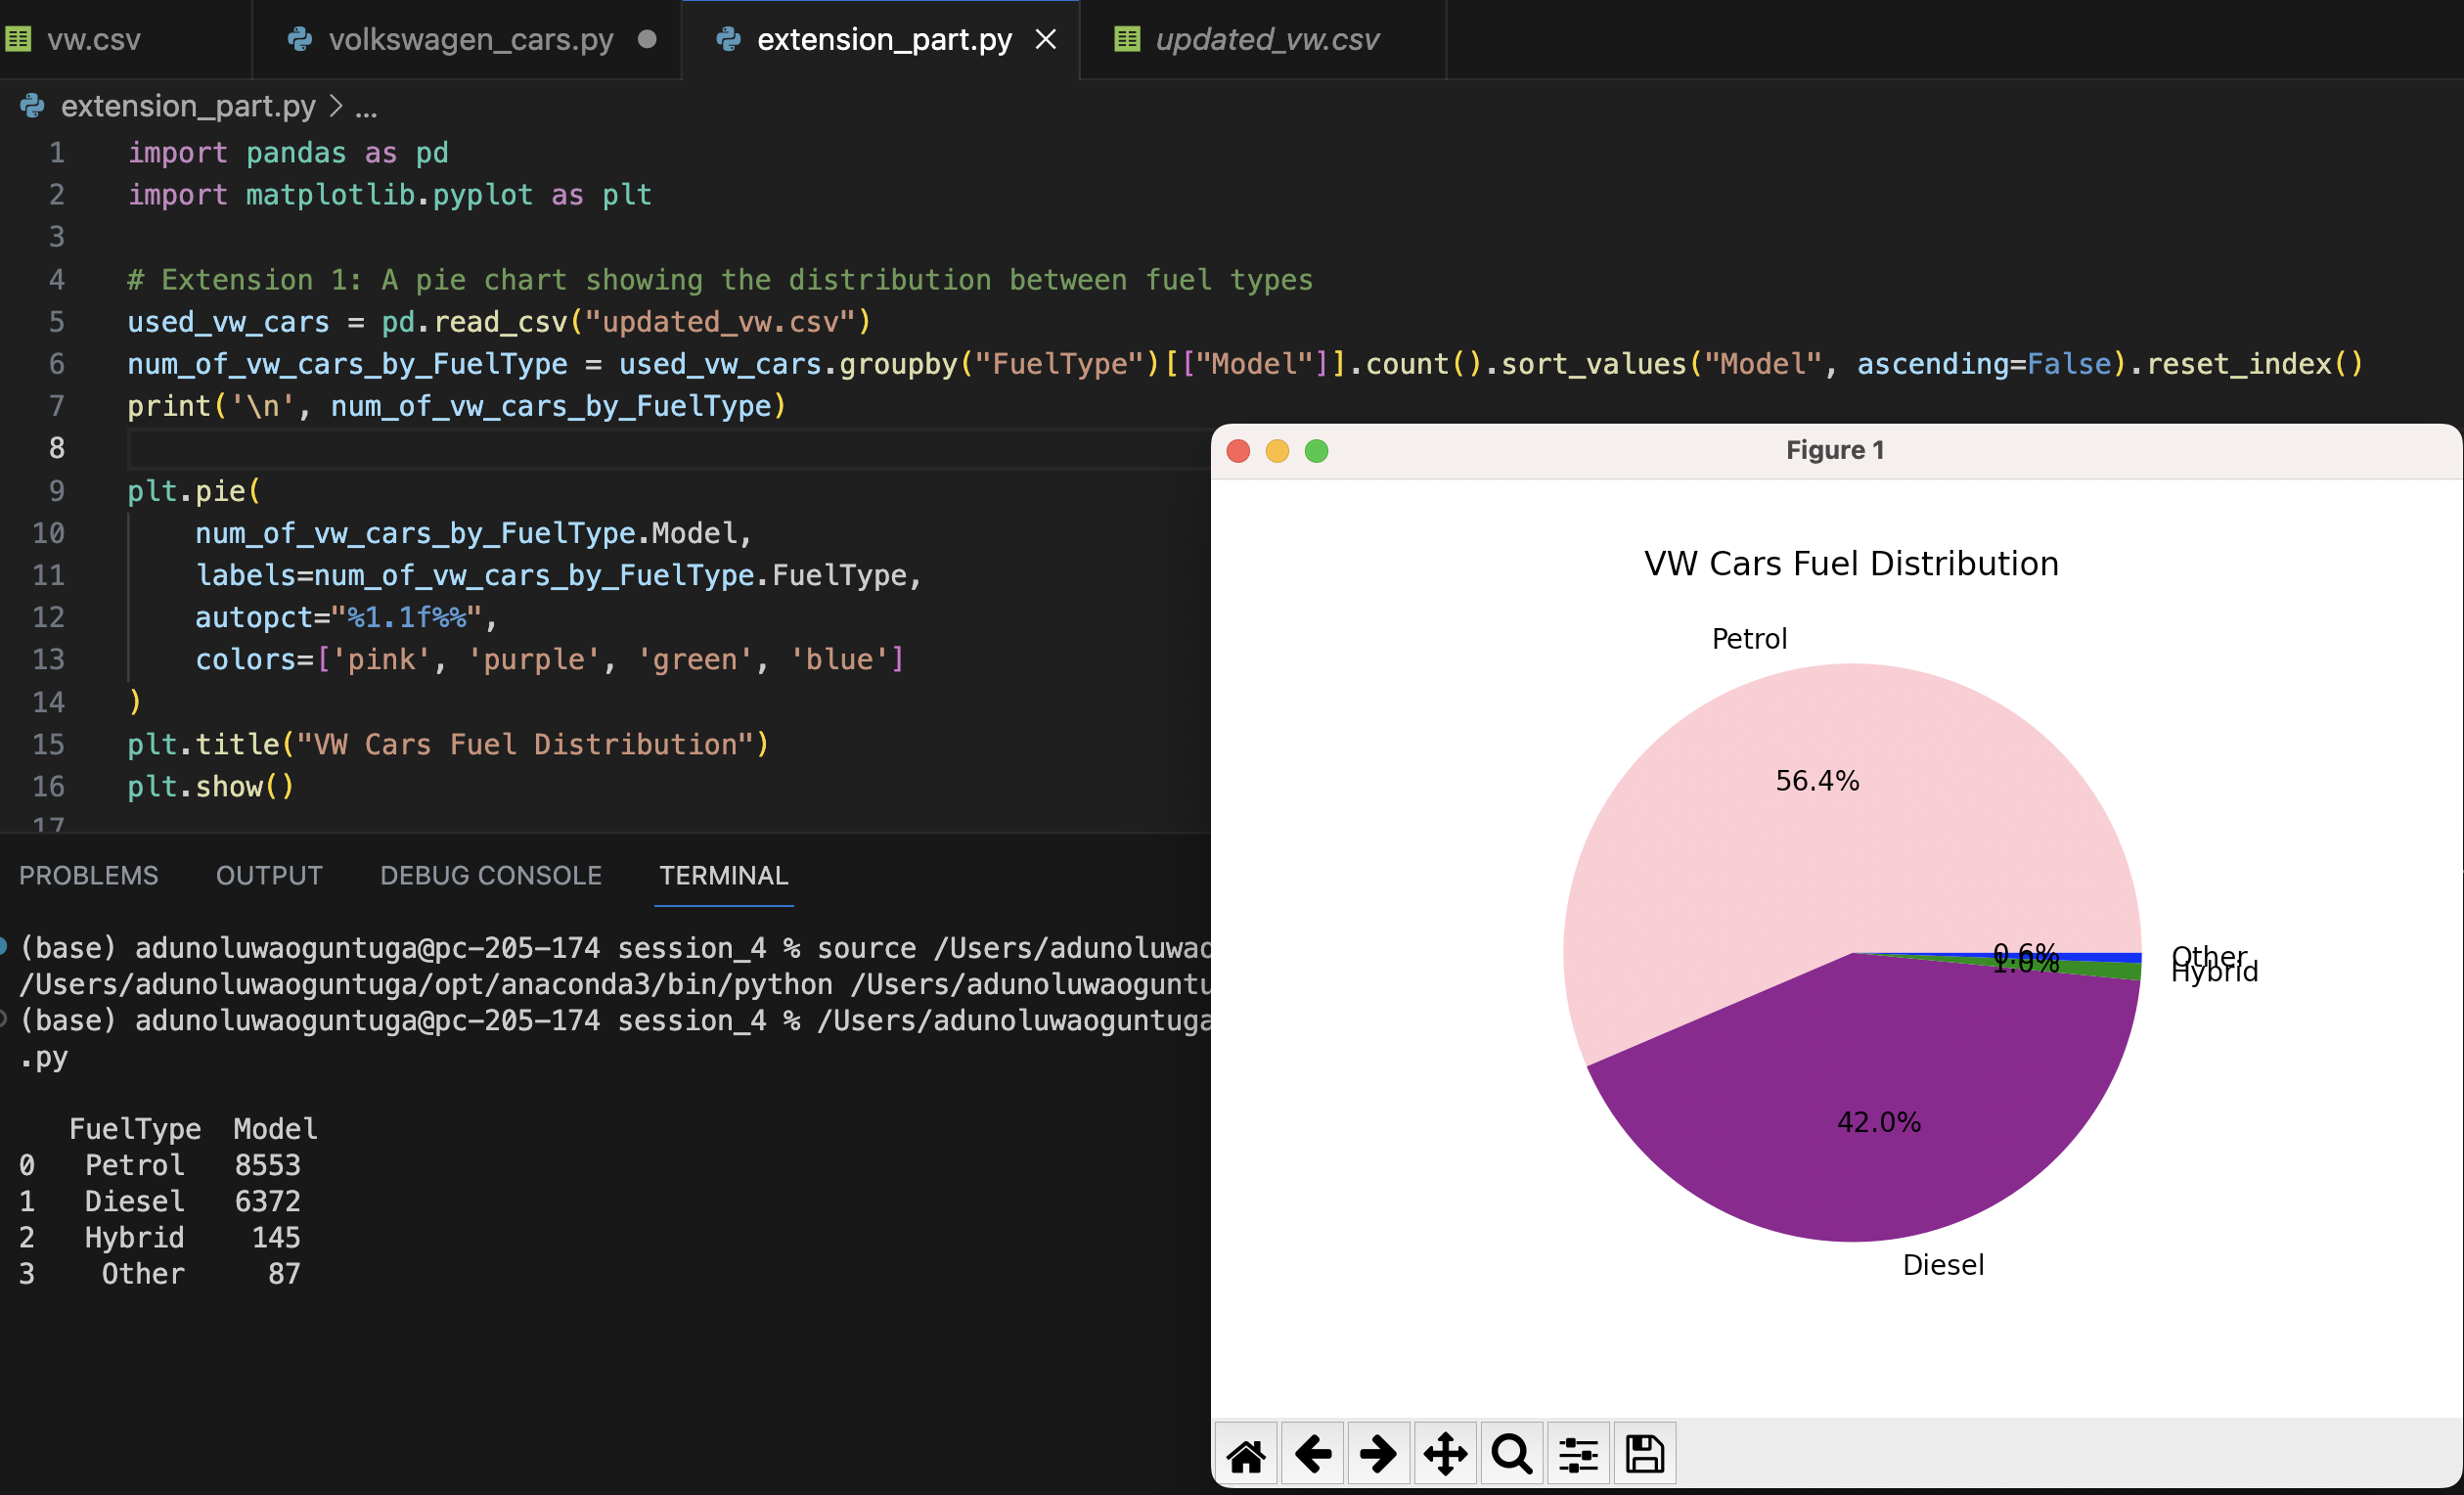 vw.csv volkswagen_cars.py extension_part.py updated_vw.csv
extension_part.py > ...
1 import pandas as pd
2 import matplotlib.pyplot as plt
3
4 # Extension 1: A pie chart showing the distribution between fuel types
5 used_vw_cars = pd.read_csv("updated_vw.csv")
6 num_of_vw_cars_by_FuelType = used_vw_cars.groupby("FuelType")[["Model"]].count().sort_values("Model", ascending=False).reset_index()
7 print('\n', num_of_vw_cars_by_FuelType)
8
9 plt.pie(
10 num_of_vw_cars_by_FuelType.Model,
11 labels=num_of_vw_cars_by_FuelType.FuelType,
12 autopct="%1.1f%%",
13 colors=['pink', 'purple', 'green', 'blue']
14 )
15 plt.title("VW Cars Fuel Distribution")
16 plt.show()
17
PROBLEMS OUTPUT DEBUG CONSOLE TERMINAL
(base) adunoluwaoguntuga@pc-205-174 session_4 % source /Users/adunoluwao
/Users/adunoluwaoguntuga/opt/anaconda3/bin/python /Users/adunoluwaoguntu
(base) adunoluwaoguntuga@pc-205-174 session_4 % /Users/adunoluwaoguntuga
.py
FuelType Model
0 Petrol 8553
1 Diesel 6372
2 Hybrid 145
3 Other 87
Figure 1
VW Cars Fuel Distribution
Petrol
56.4%
0.6%
Other
1.0%
Hybrid
42.0%
Diesel